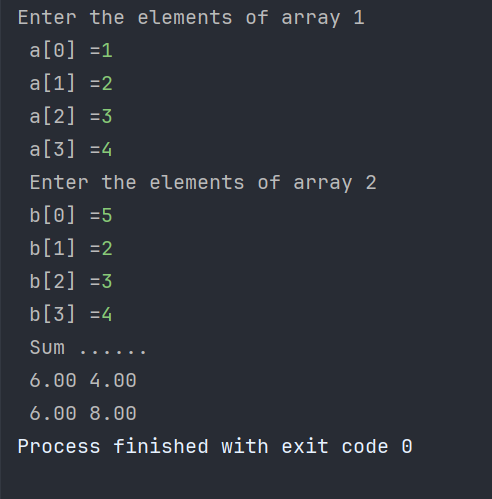 Enter the elements of array 1
a[0] =1
a[1] =2
a[2] =3
a[3] =4
Enter the elements of array 2
b[0] =5
b[1] =2
b[2] =3
b[3] =4
Sum ......
6.00 4.00
6.00 8.00
Process finished with exit code 0